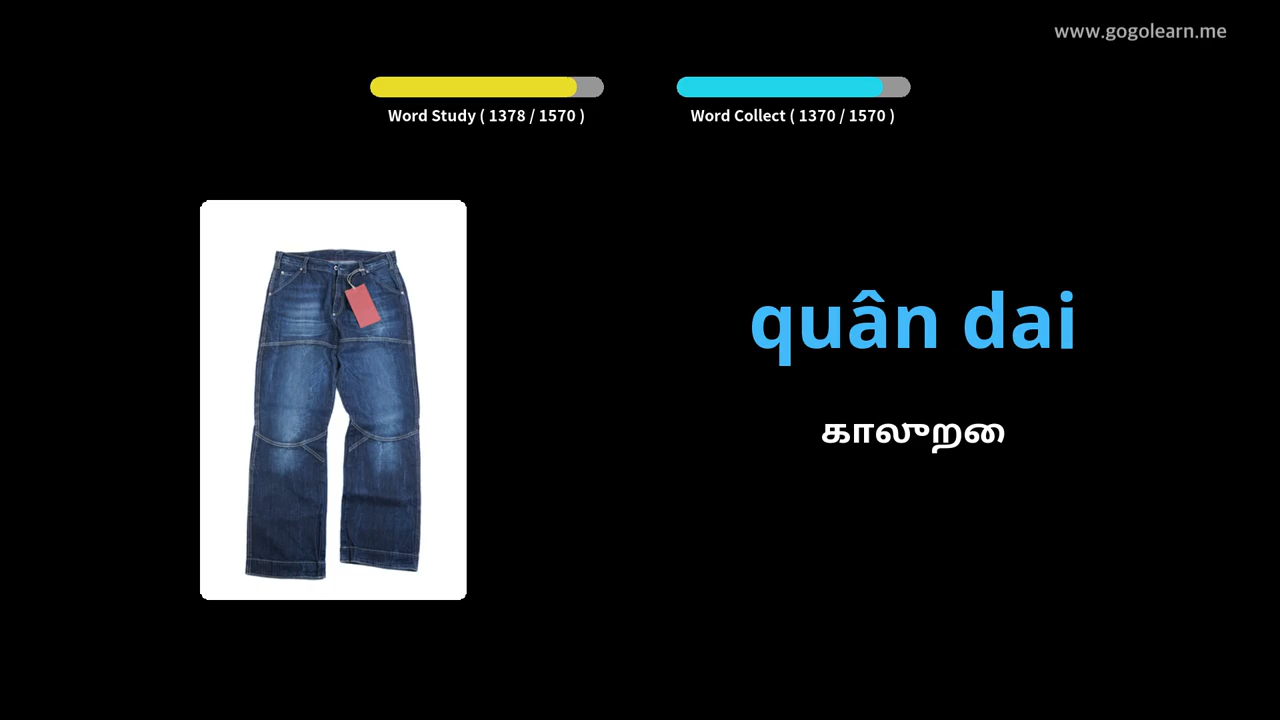 www.gogolearn.me
Word Study ( 1378 / 1570 )
Word Collect ( 1370 / 1570 )
quân dai
காலுறை